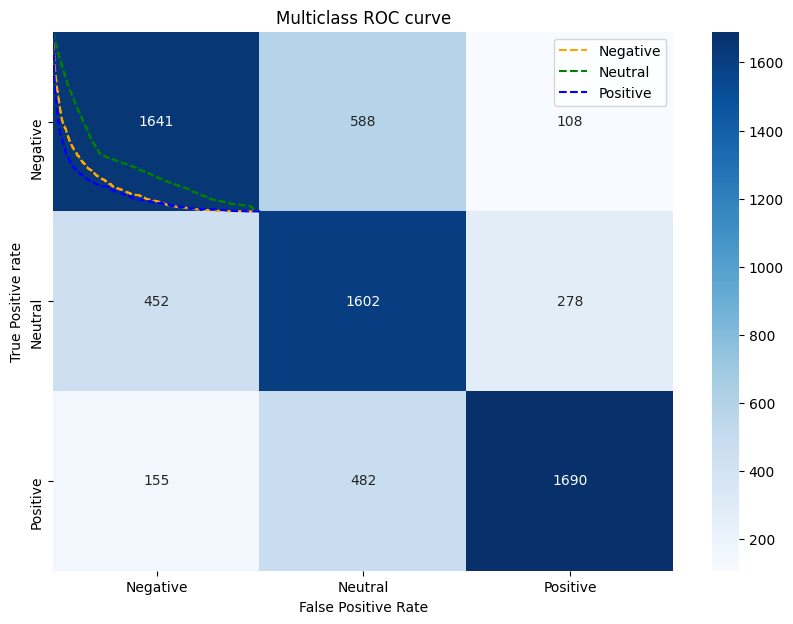 Multiclass ROC curve
Negative
Neutral
Positive
1641 588 108
452 1602 278
155 482 1690
True Positive rate
Negative
Neutral
Positive
Negative Neutral Positive
False Positive Rate
1600
1400
1200
1000
800
600
400
200